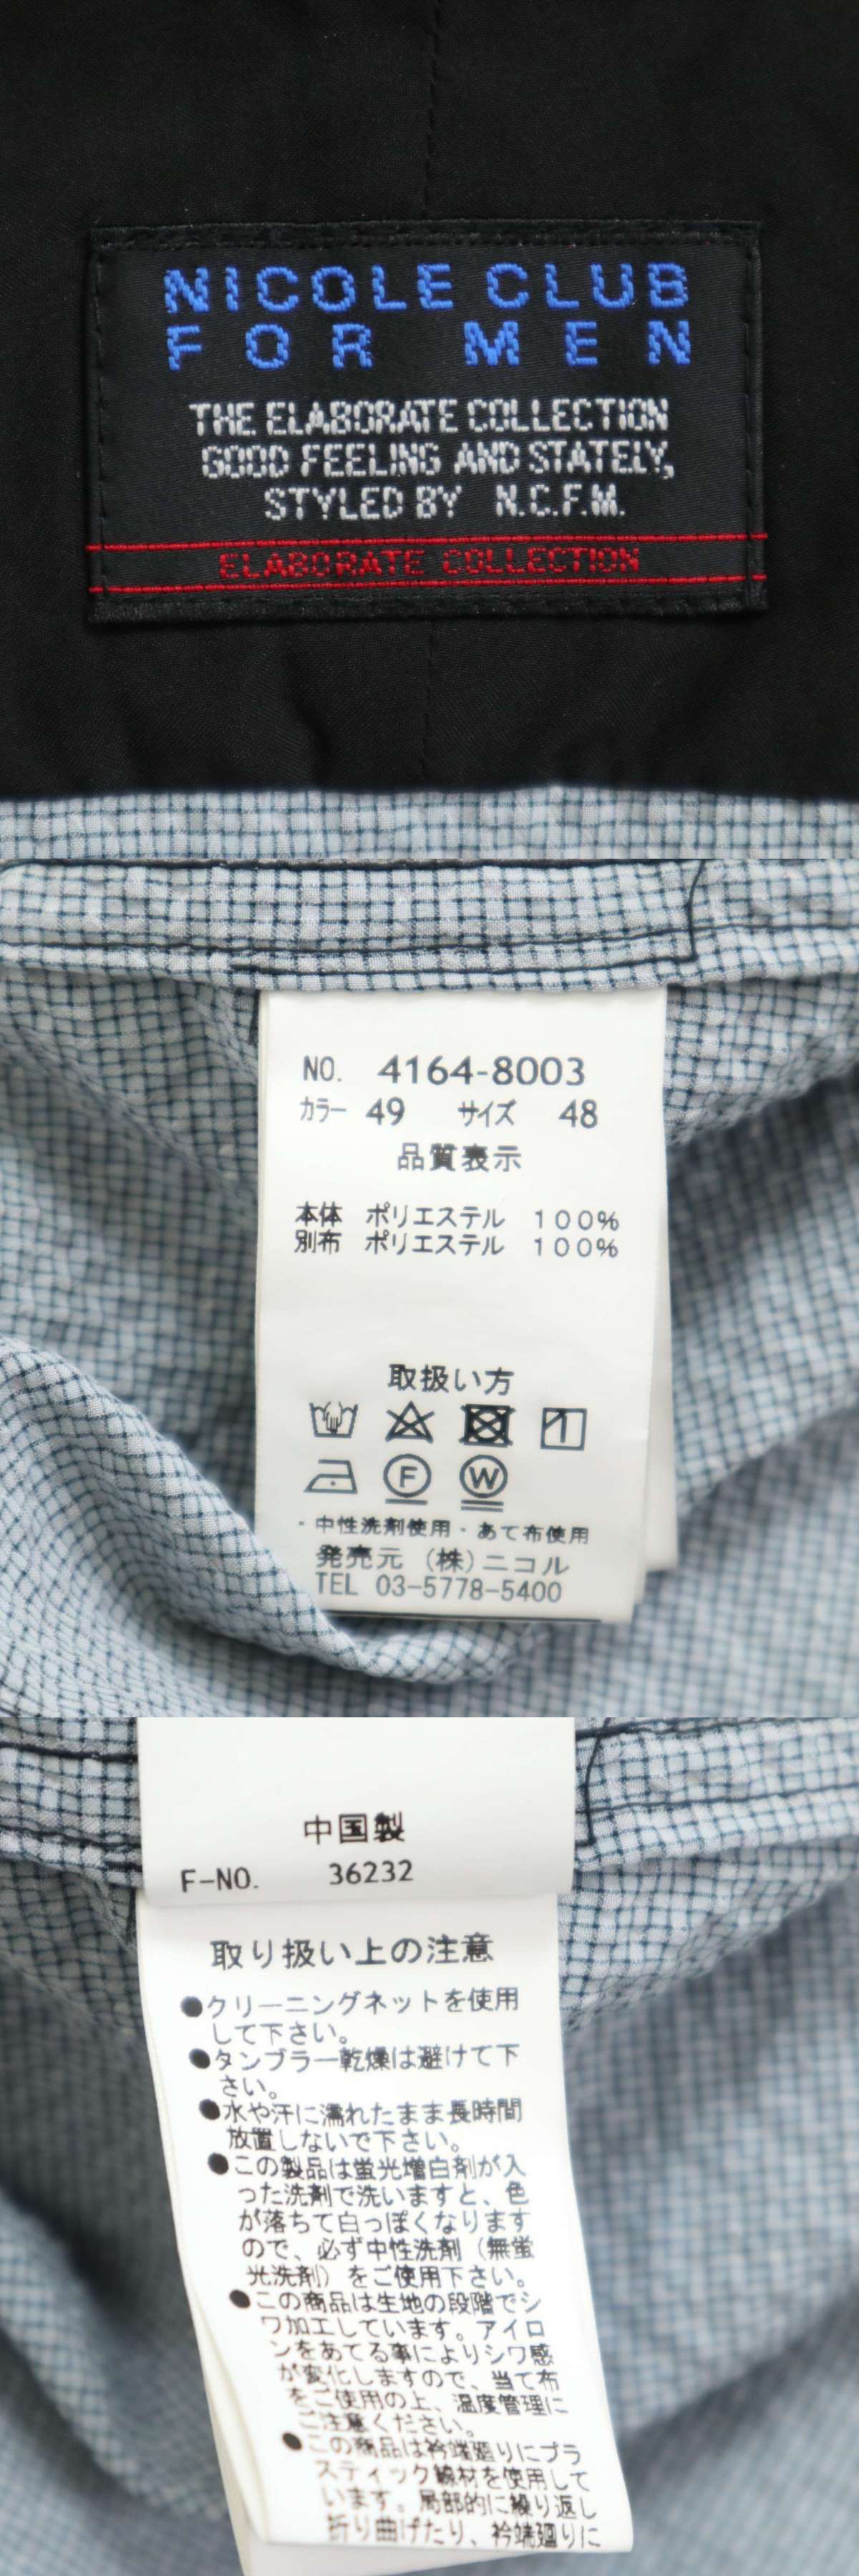 NICOLE CLUB
FOR MEN
THE ELABORATE COLLECTION
GOOD FEELING AND STATELY,
STYLED BY N.C.F.M.
ELABORATE COLLECTION
NO. 4164-8003
カラー 49 サイズ 48
品質表示
本体 ポリエステル 100%
別布 ポリエステル 100%
取扱い方
F W
・中性洗剤使用・あて布使用
発売元 (株)ニコル
TEL 03-5778-5400
中国製
F-NO. 36232
取り扱い上の注意
●クリーニングネットを使用
して下さい。
●タンブラー乾燥は避けて下
さい。
●水や汗に濡れたまま長時間
放置しないで下さい。
●この製品は蛍光増白剤が入
った洗剤で洗いますと、色
が落ちて白っぽくなります
ので、必ず中性洗剤（無蛍
光洗剤）をご使用下さい。
●この商品は生地の段階でシ
ワ加工しています。アイロ
ンをあてる事によりシワ感
が変化しますので、当て布
をご使用の上、温度管理に
ご注意ください。
●この商品は衿端廻りにプラ
スティック線材を使用して
います。局部的に繰り返し
折り曲げたり、衿端廻りに